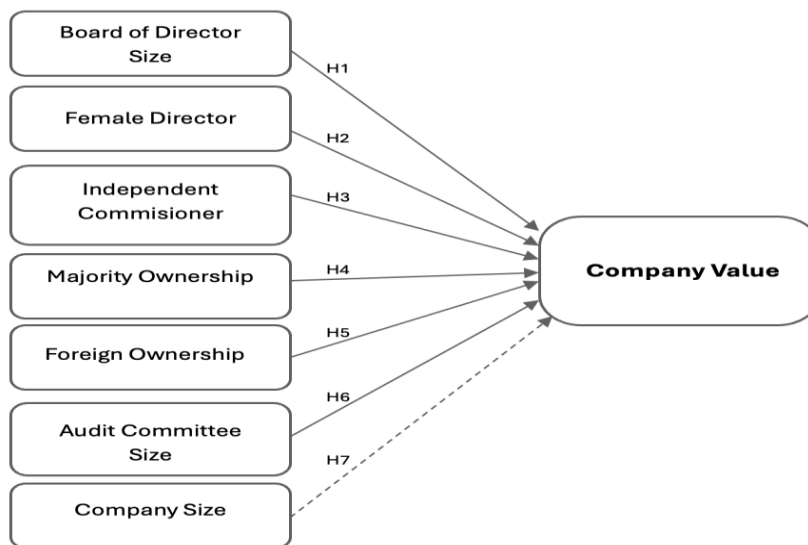 Board of Director
Size
H1
Female Director
H2
Independent
Commisioner
H3
Majority Ownership
H4
Foreign Ownership
H5
Audit Committee
Size
H6
Company Size
H7
Company Value